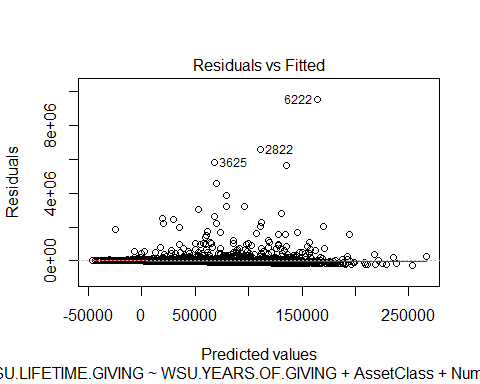 Residuals vs Fitted
6222
2822
3625
Residuals
0e+00 4e+06 8e+06
-50000 0 50000 150000 250000
Predicted values
SU.LIFETIME.GIVING ~ WSU.YEARS.OF.GIVING + AssetClass + Num